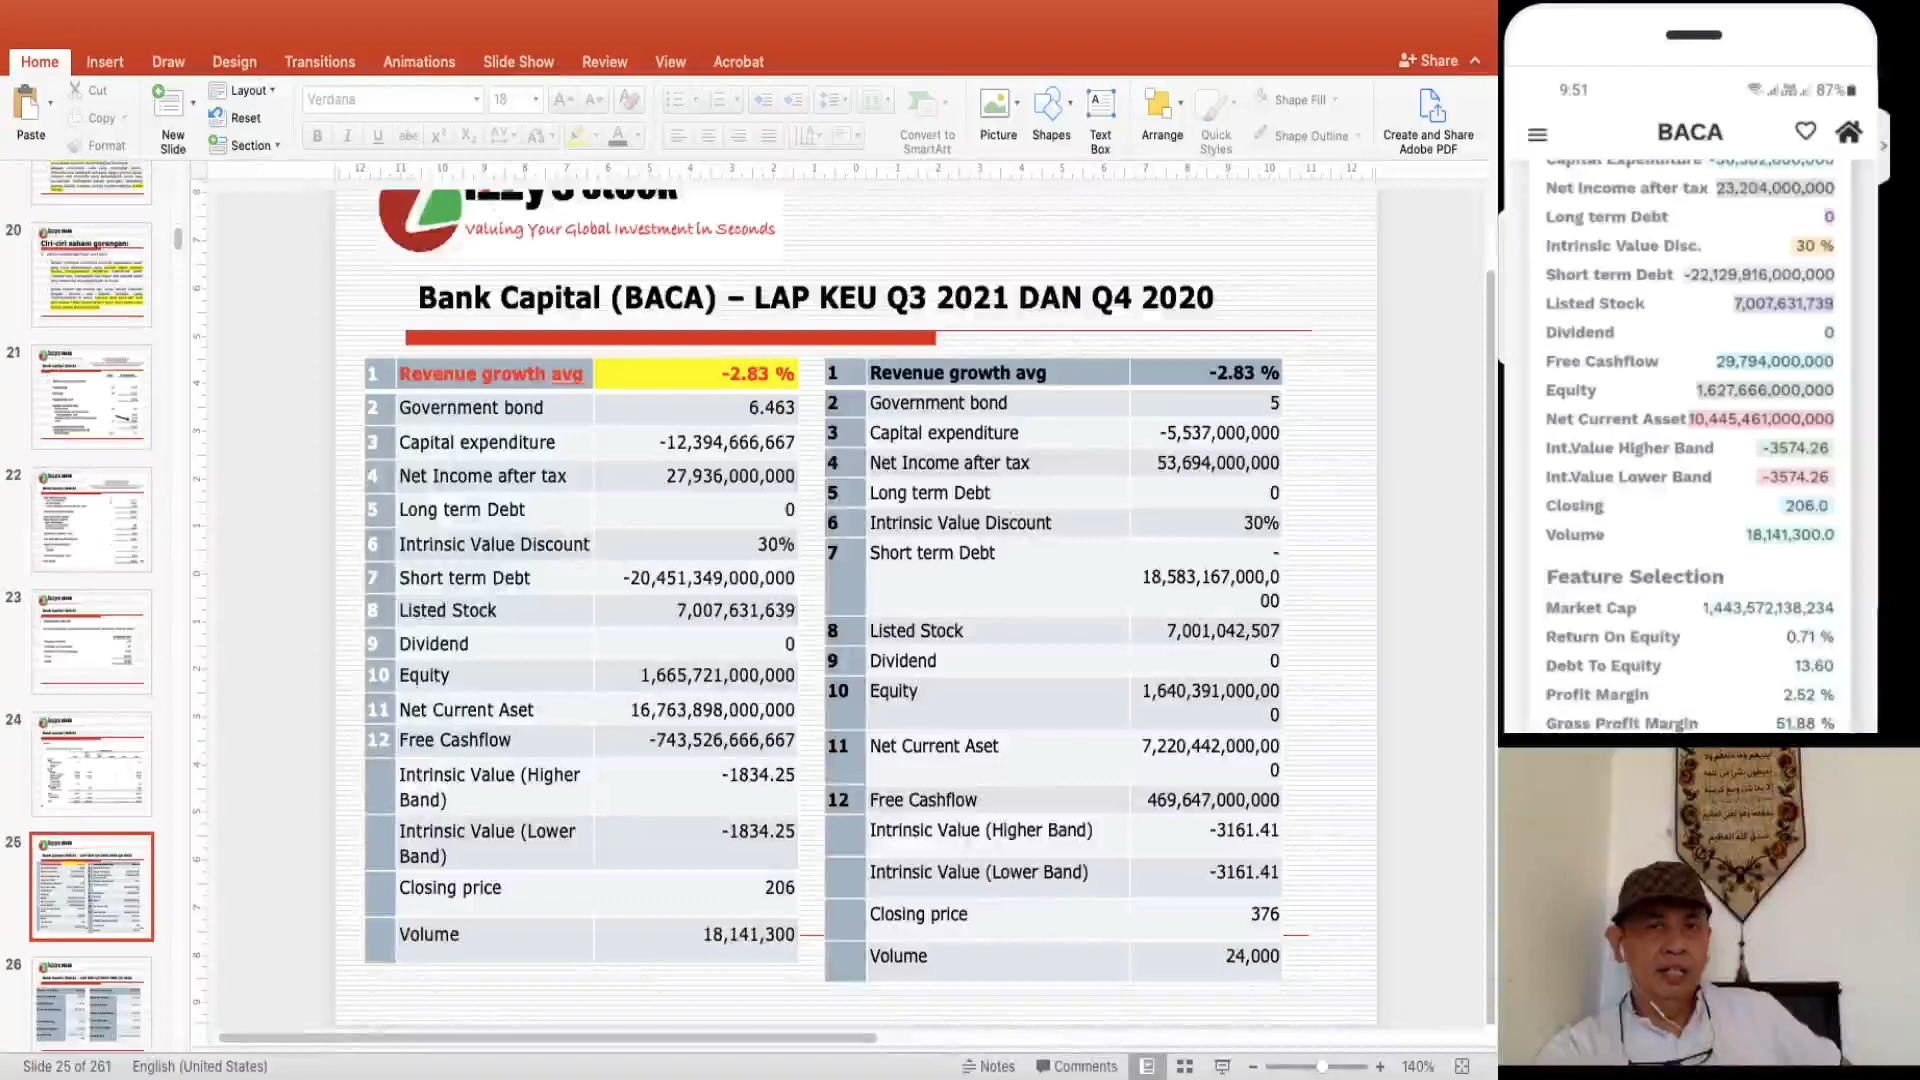 Home Insert Draw Design Transitions Animations Slide Show Review View Acrobat
Share
Paste
Cut
Copy
Format
New Slide
Layout
Reset
Section
Verdana 18
Convert to SmartArt
Picture
Shapes
Text Box
Arrange
Quick Styles
Shape Fill
Shape Outline
Create and Share Adobe PDF
20
Ciri-ciri saham gorengan:
21
22
23
24
25
26
Valuing Your Global Investment in Seconds
Bank Capital (BACA) – LAP KEU Q3 2021 DAN Q4 2020
1 Revenue growth avg -2.83 %
2 Government bond 6.463
3 Capital expenditure -12,394,666,667
4 Net Income after tax 27,936,000,000
5 Long term Debt 0
6 Intrinsic Value Discount 30%
7 Short term Debt -20,451,349,000,000
8 Listed Stock 7,007,631,639
9 Dividend 0
10 Equity 1,665,721,000,000
11 Net Current Aset 16,763,898,000,000
12 Free Cashflow -743,526,666,667
Intrinsic Value (Higher -1834.25
Band)
Intrinsic Value (Lower -1834.25
Band)
Closing price 206
Volume 18,141,300
1 Revenue growth avg -2.83 %
2 Government bond 5
3 Capital expenditure -5,537,000,000
4 Net Income after tax 53,694,000,000
5 Long term Debt 0
6 Intrinsic Value Discount 30%
7 Short term Debt -
18,583,167,000,0
00
8 Listed Stock 7,001,042,507
9 Dividend 0
10 Equity 1,640,391,000,00
0
11 Net Current Aset 7,220,442,000,00
0
12 Free Cashflow 469,647,000,000
Intrinsic Value (Higher Band) -3161.41
Intrinsic Value (Lower Band) -3161.41
Closing price 376
Volume 24,000
Slide 25 of 261 English (United States)
Notes Comments 140%
9:51 87%
BACA
Net Income after tax 23,204,000,000
Long term Debt 0
Intrinsic Value Disc. 30 %
Short term Debt -22,129,916,000,000
Listed Stock 7,007,631,739
Dividend 0
Free Cashflow 29,794,000,000
Equity 1,627,666,000,000
Net Current Asset 10,445,461,000,000
Int.Value Higher Band -3574.26
Int.Value Lower Band -3574.26
Closing 206.0
Volume 18,141,300.0
Feature Selection
Market Cap 1,443,572,138,234
Return On Equity 0.71 %
Debt To Equity 13.60
Profit Margin 2.52 %
Gross Profit Margin 51.88 %